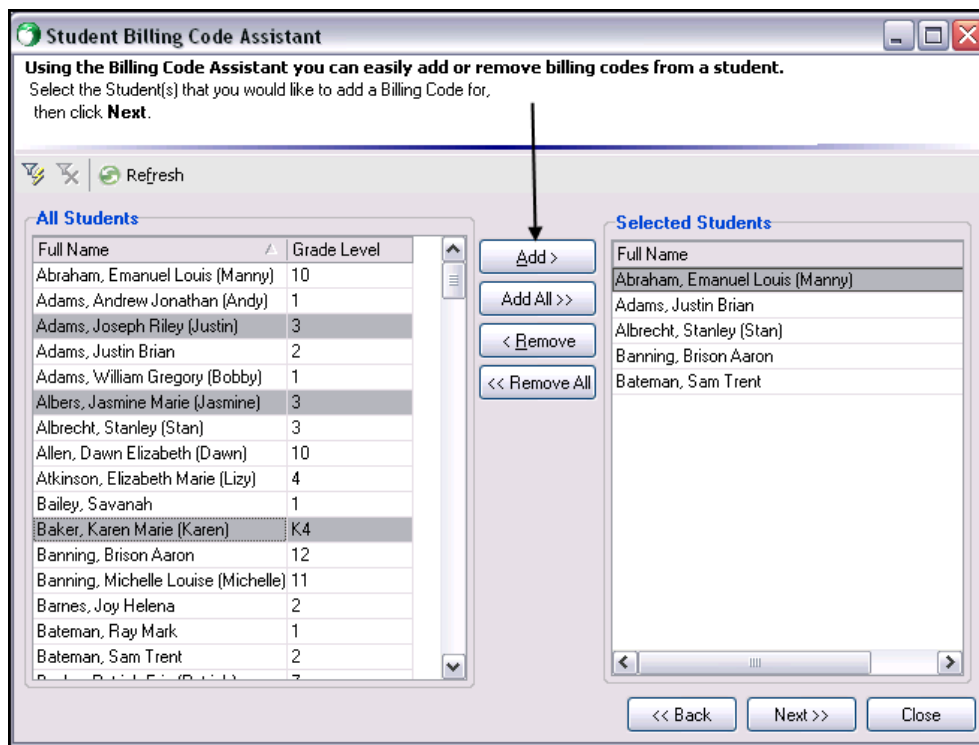 Student Billing Code Assistant
Using the Billing Code Assistant you can easily add or remove billing codes from a student.
Select the Student(s) that you would like to add a Billing Code for,
then click Next.
Refresh
All Students
Full Name Grade Level
Abraham, Emanuel Louis (Manny) 10
Adams, Andrew Jonathan (Andy) 1
Adams, Joseph Riley (Justin) 3
Adams, Justin Brian 2
Adams, William Gregory (Bobby) 1
Albers, Jasmine Marie (Jasmine) 3
Albrecht, Stanley (Stan) 3
Allen, Dawn Elizabeth (Dawn) 10
Atkinson, Elizabeth Marie (Lizy) 4
Bailey, Savanah 1
Baker, Karen Marie (Karen) K4
Banning, Brison Aaron 12
Banning, Michelle Louise (Michelle) 11
Barnes, Joy Helena 2
Bateman, Ray Mark 1
Bateman, Sam Trent 2
Add >
Add All >>
< Remove
<< Remove All
Selected Students
Full Name
Abraham, Emanuel Louis (Manny)
Adams, Justin Brian
Albrecht, Stanley (Stan)
Banning, Brison Aaron
Bateman, Sam Trent
<< Back
Next >>
Close